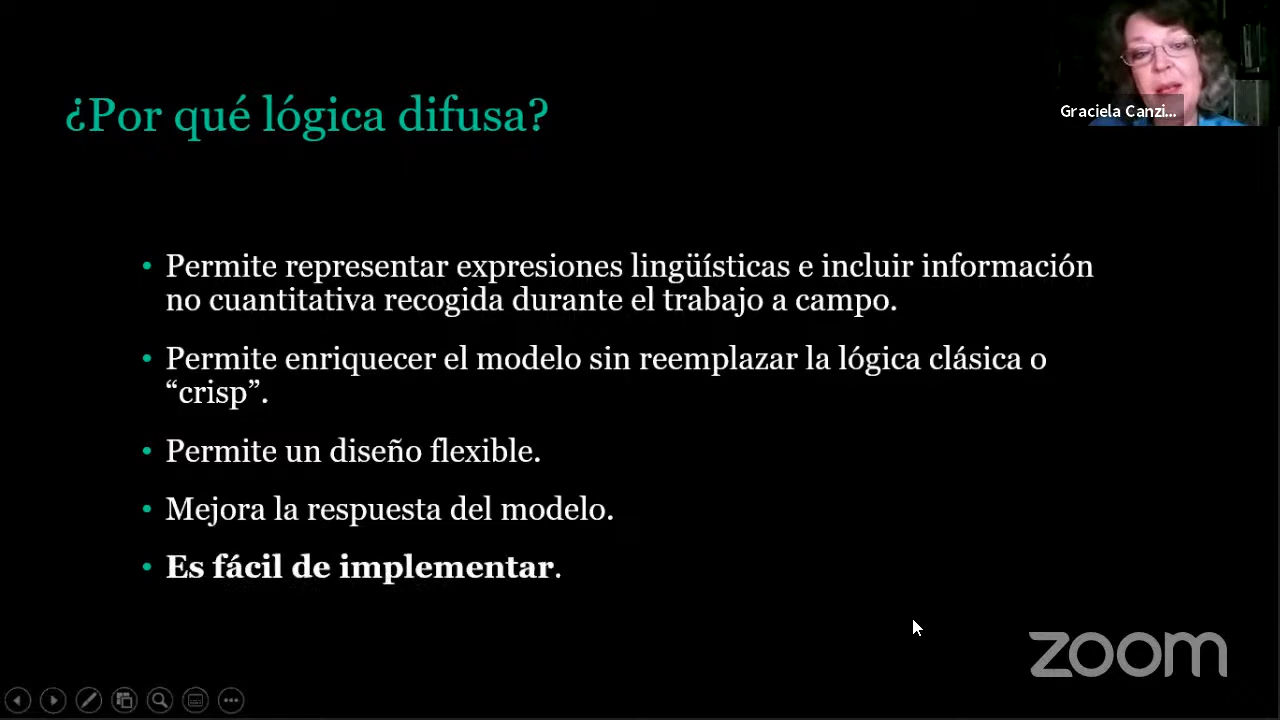 ¿Por qué lógica difusa?
Graciela Canzi...
• Permite representar expresiones lingüísticas e incluir información
no cuantitativa recogida durante el trabajo a campo.
• Permite enriquecer el modelo sin reemplazar la lógica clásica o
“crisp”.
• Permite un diseño flexible.
• Mejora la respuesta del modelo.
• Es fácil de implementar.
zoom